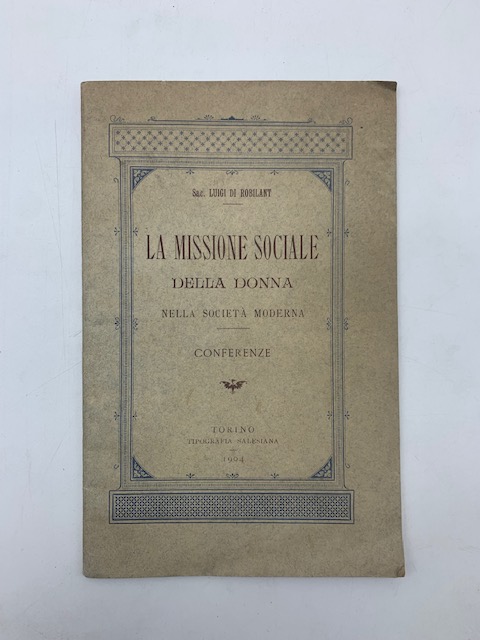 Sac. LUIGI DI ROBILANT
LA MISSIONE SOCIALE
DELLA DONNA
NELLA SOCIETÀ MODERNA
CONFERENZE
TORINO
TIPOGRAFIA SALESIANA
1904